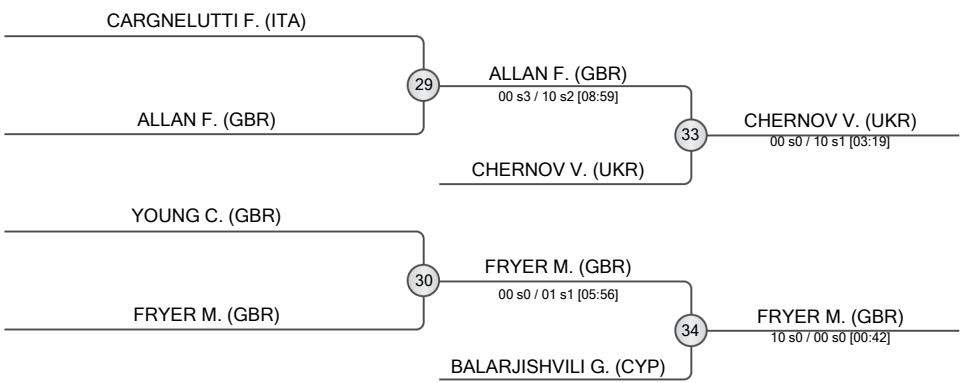 CARGNELUTTI F. (ITA)
29
ALLAN F. (GBR)
00 s3 / 10 s2 [08:59]
ALLAN F. (GBR)
33
CHERNOV V. (UKR)
00 s0 / 10 s1 [03:19]
CHERNOV V. (UKR)
YOUNG C. (GBR)
30
FRYER M. (GBR)
00 s0 / 01 s1 [05:56]
FRYER M. (GBR)
34
FRYER M. (GBR)
10 s0 / 00 s0 [00:42]
BALARJISHVILI G. (CYP)